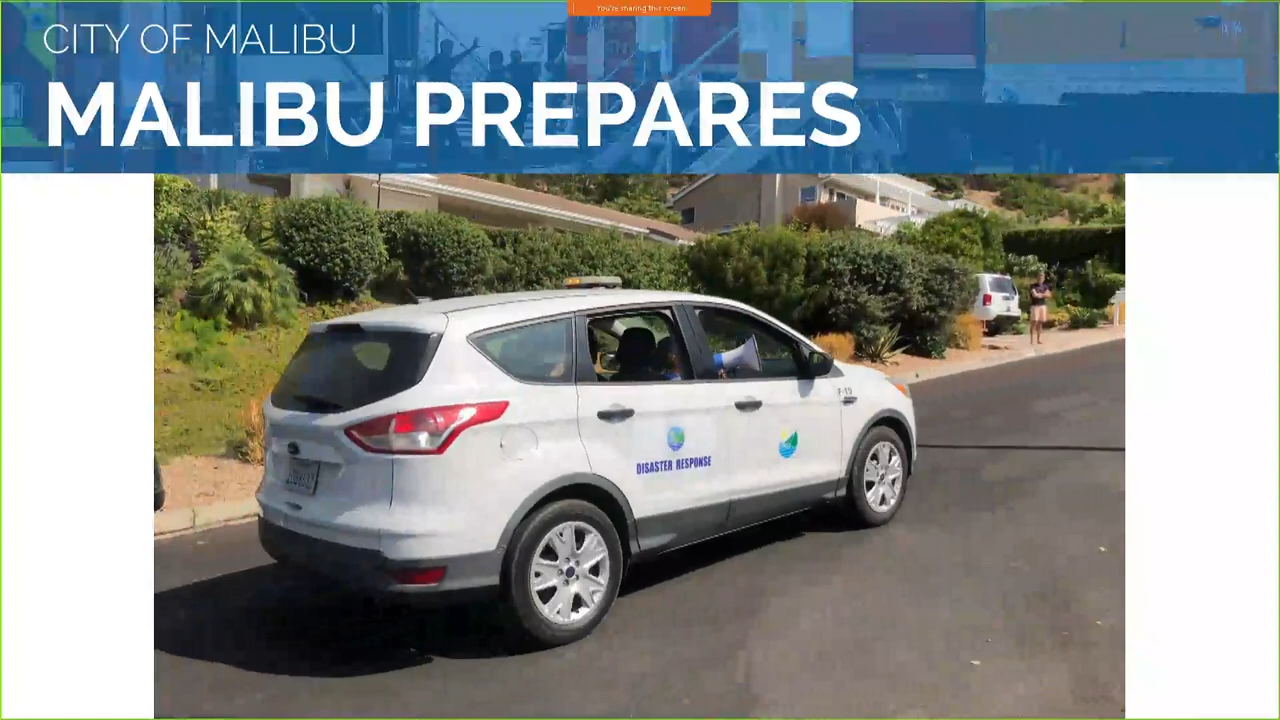 You're sharing this screen.
CITY OF MALIBU
MALIBU PREPARES
DISASTER RESPONSE